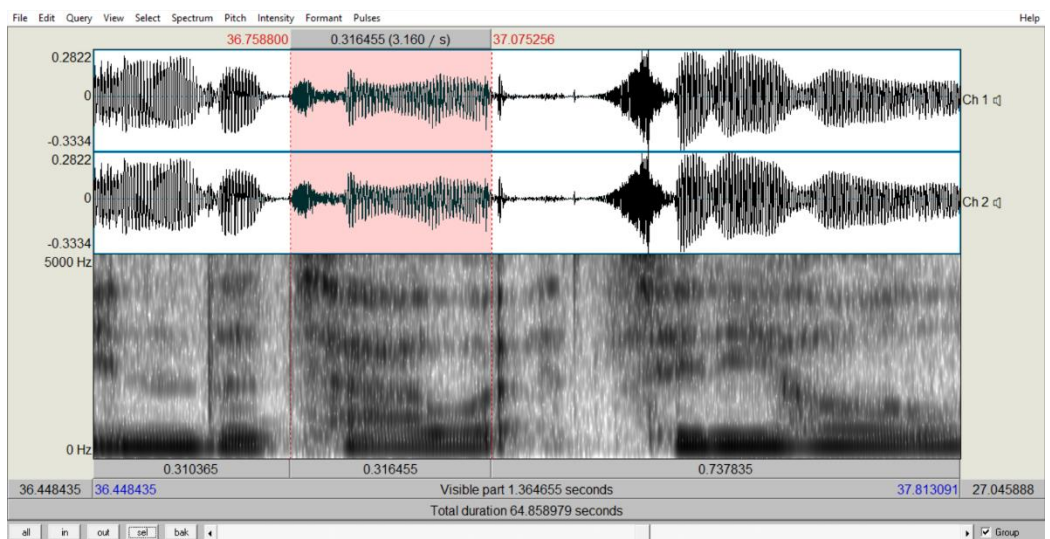 File Edit Query View Select Spectrum Pitch Intensity Formant Pulses Help
36.758800 0.316455 (3.160 / s) 37.075256
0.2822
0 Ch 1
-0.3334
0.2822
0 Ch 2
-0.3334
5000 Hz
0 Hz
0.310365 0.316455 0.737835
36.448435 36.448435 Visible part 1.364655 seconds 37.813091 27.045888
Total duration 64.858979 seconds
all in out sel bak Group